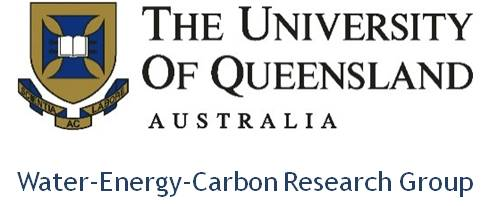 THE UNIVERSITY
OF QUEENSLAND
AUSTRALIA
SCIENTIA AC LABORE
Water-Energy-Carbon Research Group